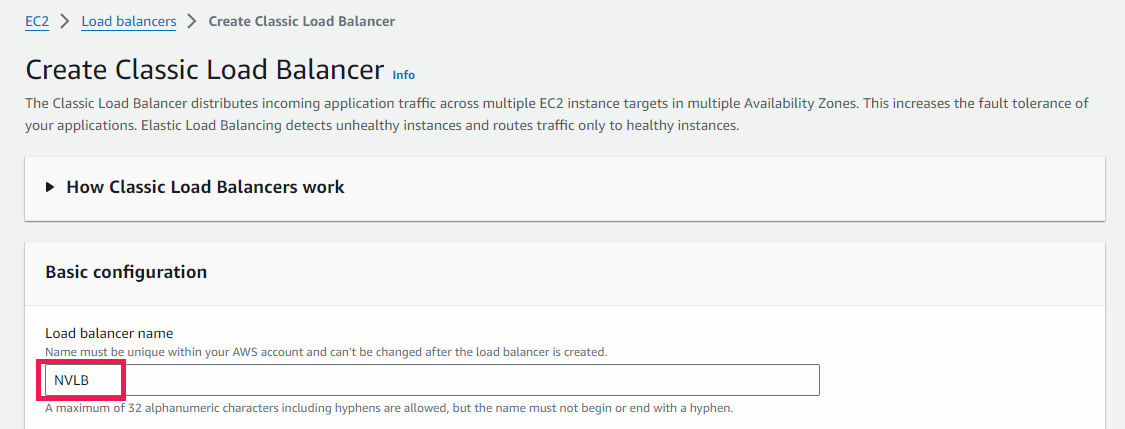 EC2 > Load balancers > Create Classic Load Balancer
Create Classic Load Balancer Info
The Classic Load Balancer distributes incoming application traffic across multiple EC2 instance targets in multiple Availability Zones. This increases the fault tolerance of
your applications. Elastic Load Balancing detects unhealthy instances and routes traffic only to healthy instances.
How Classic Load Balancers work
Basic configuration
Load balancer name
Name must be unique within your AWS account and can't be changed after the load balancer is created.
NVLB
A maximum of 32 alphanumeric characters including hyphens are allowed, but the name must not begin or end with a hyphen.